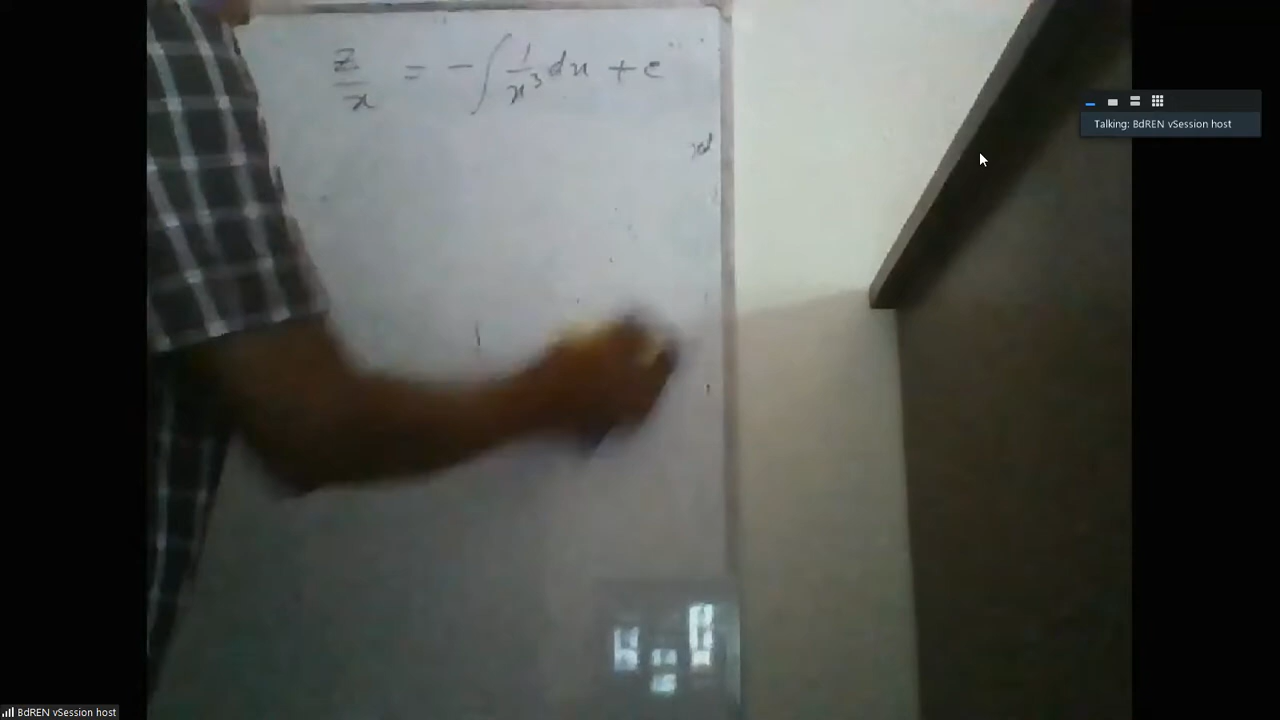 z/x = -∫ 1/x³ dx + c
Talking: BdREN vSession host
BdREN vSession host